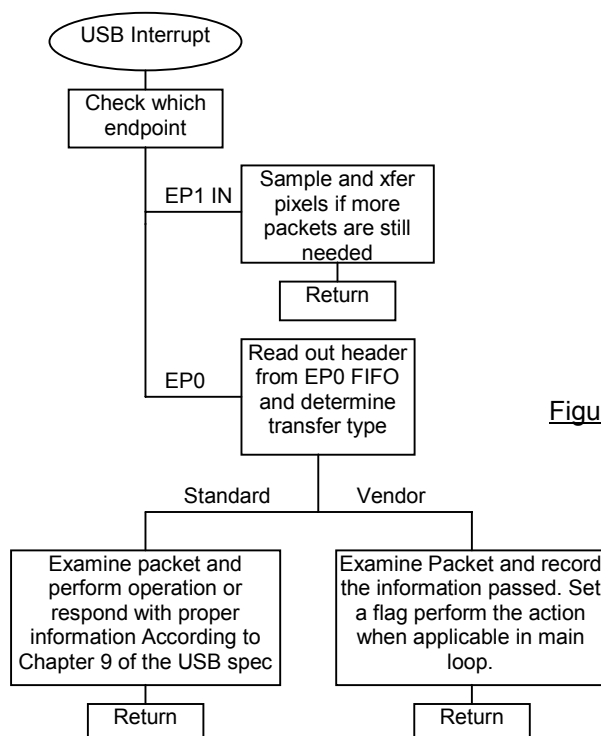 USB Interrupt
Check which
endpoint
EP1 IN
Sample and xfer
pixels if more
packets are still
needed
Return
EP0
Read out header
from EP0 FIFO
and determine
transfer type
Figu
Standard
Vendor
Examine packet and
perform operation or
respond with proper
information According to
Chapter 9 of the USB spec
Return
Examine Packet and record
the information passed. Set
a flag perform the action
when applicable in main
loop.
Return